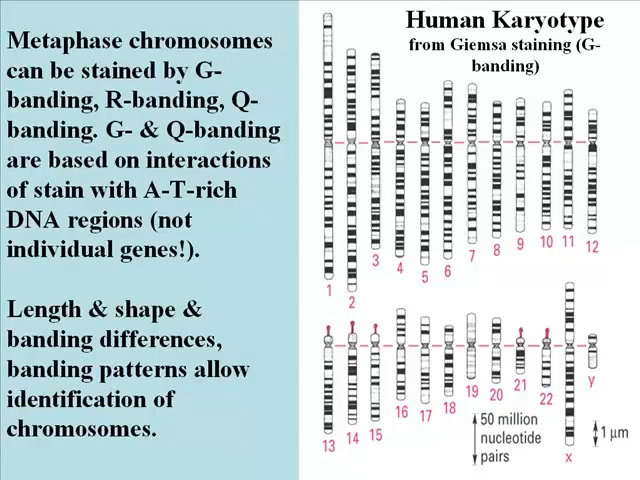 Metaphase chromosomes
can be stained by G-
banding, R-banding, Q-
banding. G- & Q-banding
are based on interactions
of stain with A-T-rich
DNA regions (not
individual genes!).
Length & shape &
banding differences,
banding patterns allow
identification of
chromosomes.
Human Karyotype
from Giemsa staining (G-
banding)
1
2
3
4
5
6
7
8
9
10
11
12
13
14
15
16
17
18
19
20
21
22
x
y
50 million
nucleotide
pairs
1 μm